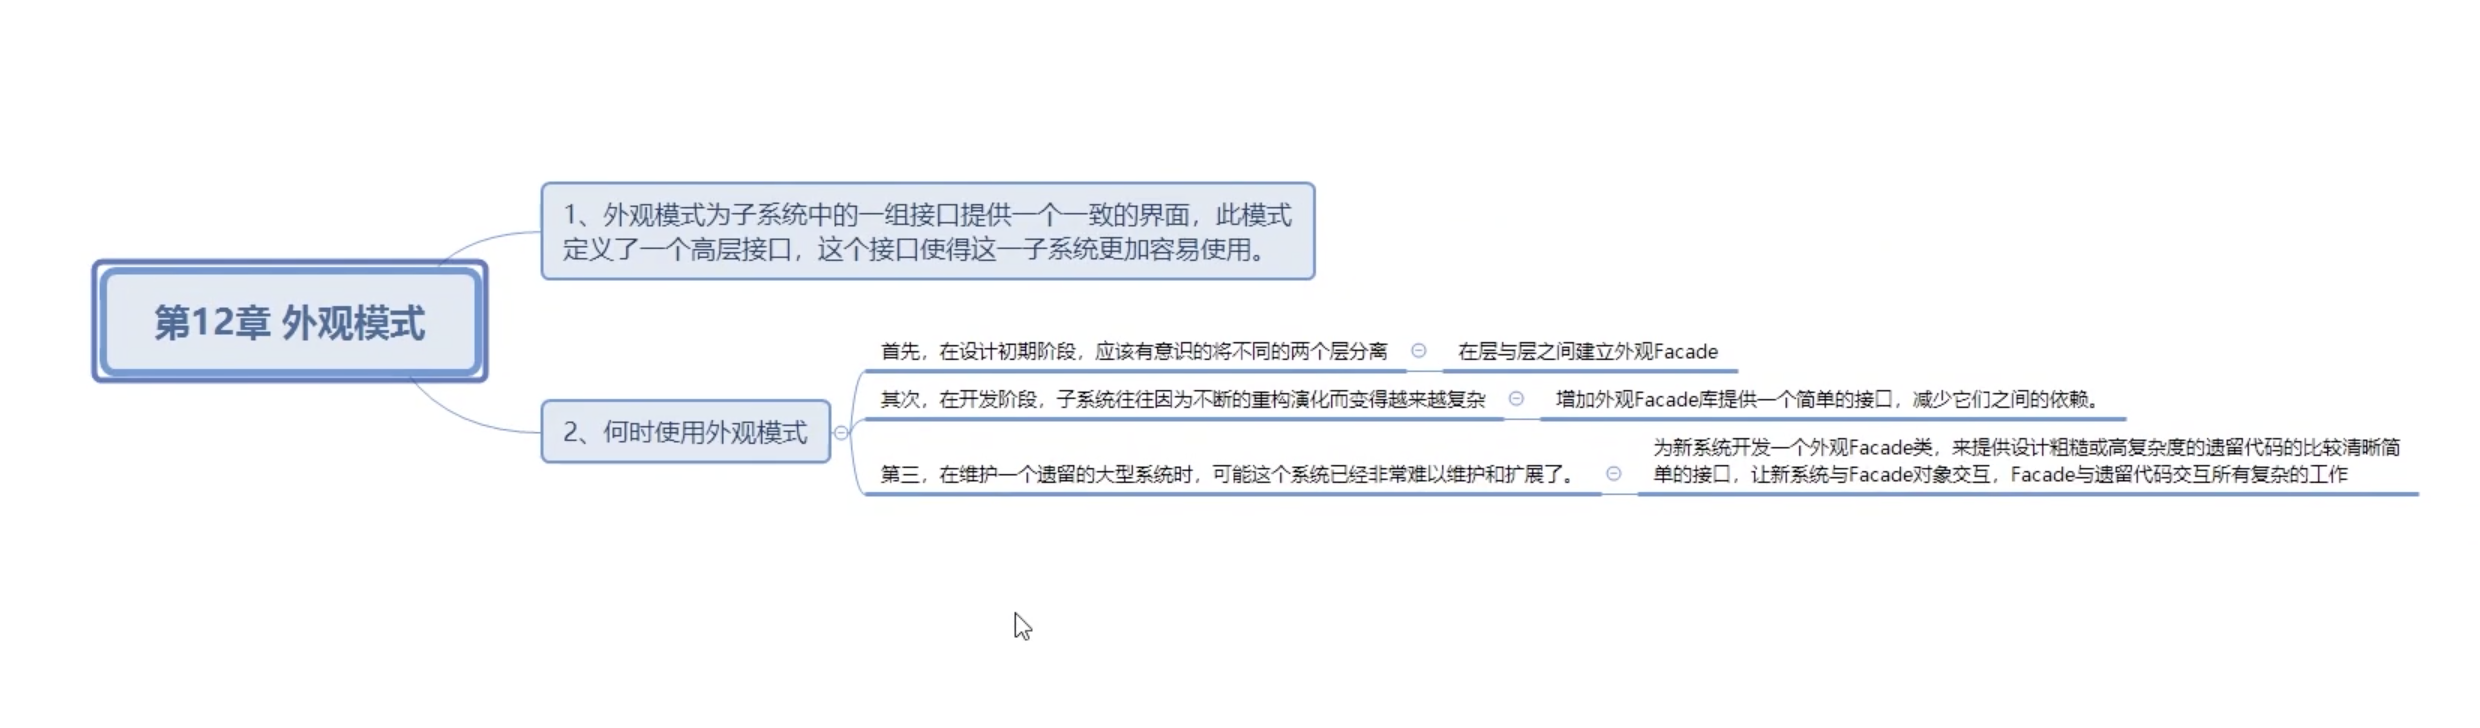 第12章 外观模式
1、外观模式为子系统中的一组接口提供一个一致的界面，此模式
定义了一个高层接口，这个接口使得这一子系统更加容易使用。
2、何时使用外观模式
首先，在设计初期阶段，应该有意识的将不同的两个层分离
在层与层之间建立外观Facade
其次，在开发阶段，子系统往往因为不断的重构演化而变得越来越复杂
增加外观Facade库提供一个简单的接口，减少它们之间的依赖。
第三，在维护一个遗留的大型系统时，可能这个系统已经非常难以维护和扩展了。
为新系统开发一个外观Facade类，来提供设计粗糙或高复杂度的遗留代码的比较清晰简
单的接口，让新系统与Facade对象交互，Facade与遗留代码交互所有复杂的工作